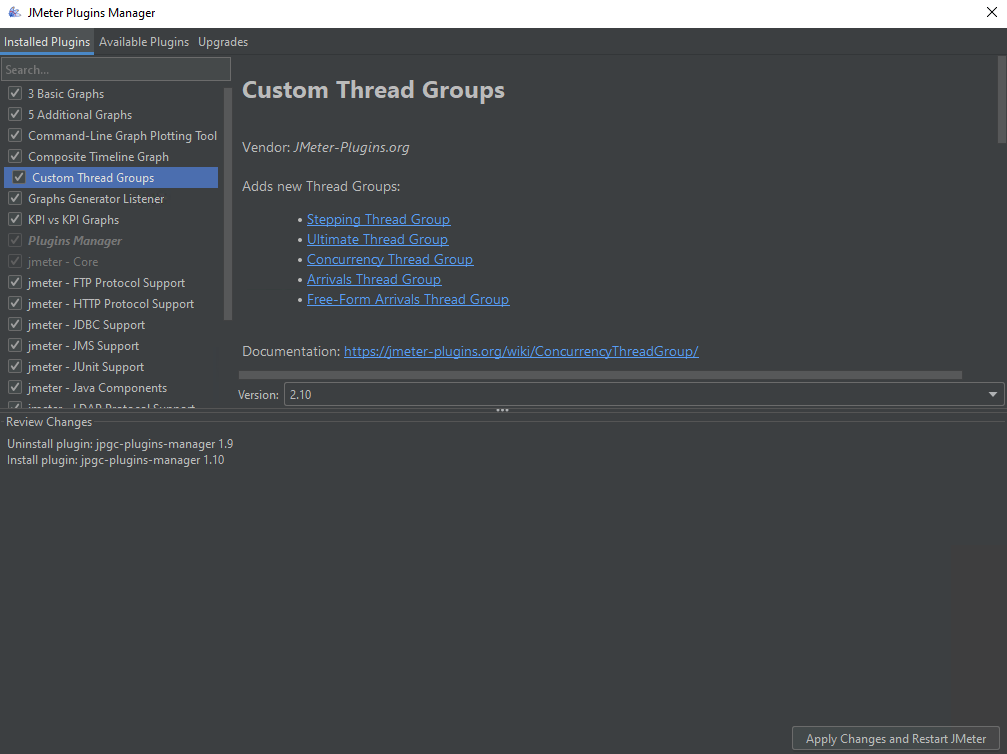 JMeter Plugins Manager
Installed Plugins Available Plugins Upgrades
Search...
3 Basic Graphs
5 Additional Graphs
Command-Line Graph Plotting Tool
Composite Timeline Graph
Custom Thread Groups
Graphs Generator Listener
KPI vs KPI Graphs
Plugins Manager
jmeter - Core
jmeter - FTP Protocol Support
jmeter - HTTP Protocol Support
jmeter - JDBC Support
jmeter - JMS Support
jmeter - JUnit Support
jmeter - Java Components
jmeter - LDAP Protocol Support
Custom Thread Groups
Vendor: JMeter-Plugins.org
Adds new Thread Groups:
• Stepping Thread Group
• Ultimate Thread Group
• Concurrency Thread Group
• Arrivals Thread Group
• Free-Form Arrivals Thread Group
Documentation: https://jmeter-plugins.org/wiki/ConcurrencyThreadGroup/
Version: 2.10
Review Changes
Uninstall plugin: jpgc-plugins-manager 1.9
Install plugin: jpgc-plugins-manager 1.10
Apply Changes and Restart JMeter